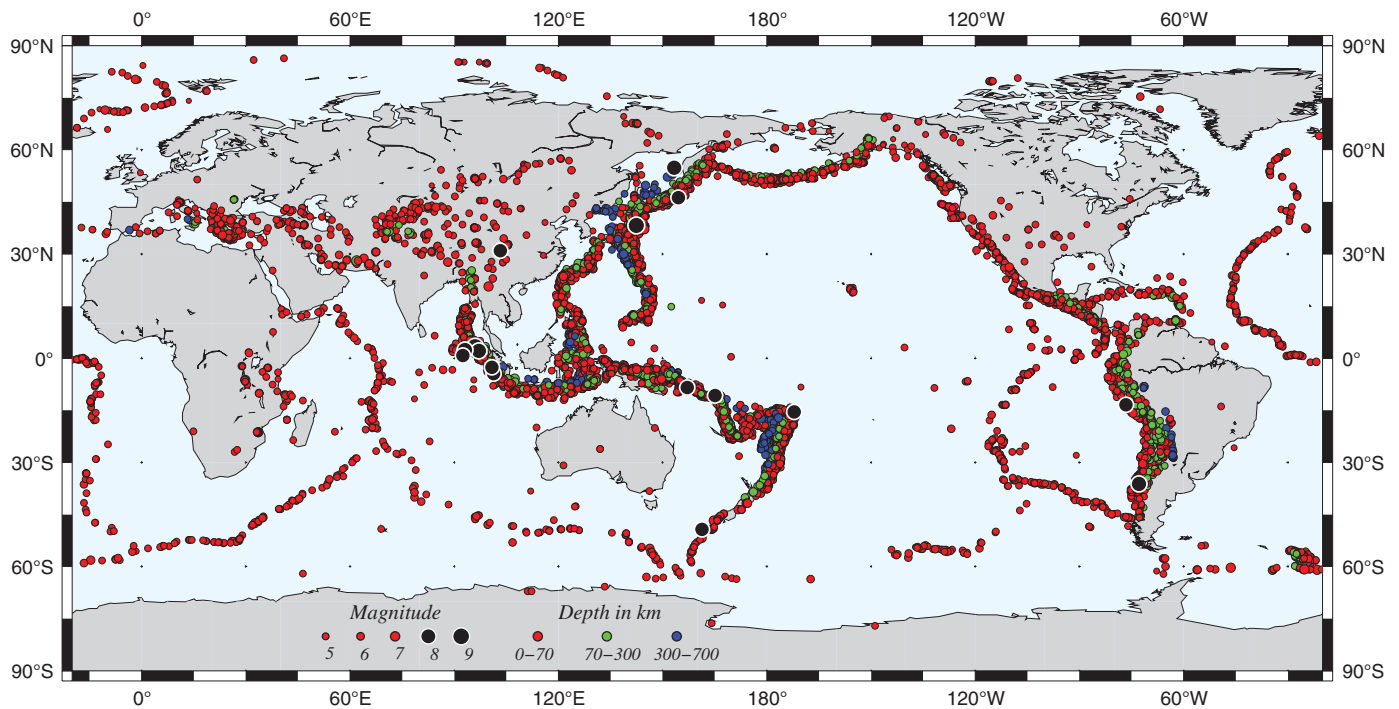 0° 60°E 120°E 180° 120°W 60°W
90°N 90°N
60°N 60°N
30°N 30°N
0° 0°
30°S 30°S
60°S 60°S
Magnitude Depth in km
5 6 7 8 9 0−70 70−300 300−700
90°S 90°S
0° 60°E 120°E 180° 120°W 60°W